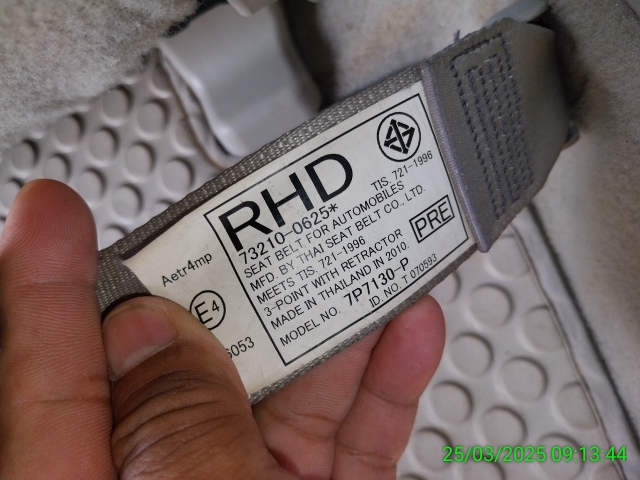 RHD
73210-0625*
TIS. 721-1996
SEAT BELT FOR AUTOMOBILES
MFD. BY THAI SEAT BELT CO., LTD.
MEETS TIS. 721-1996
3-POINT WITH RETRACTOR
MADE IN THAILAND IN 2010.
PRE
MODEL NO. 7P7130-P
ID. NO. T 070593
Aetr4mp
E4
6053
25/03/2025 09:13:44